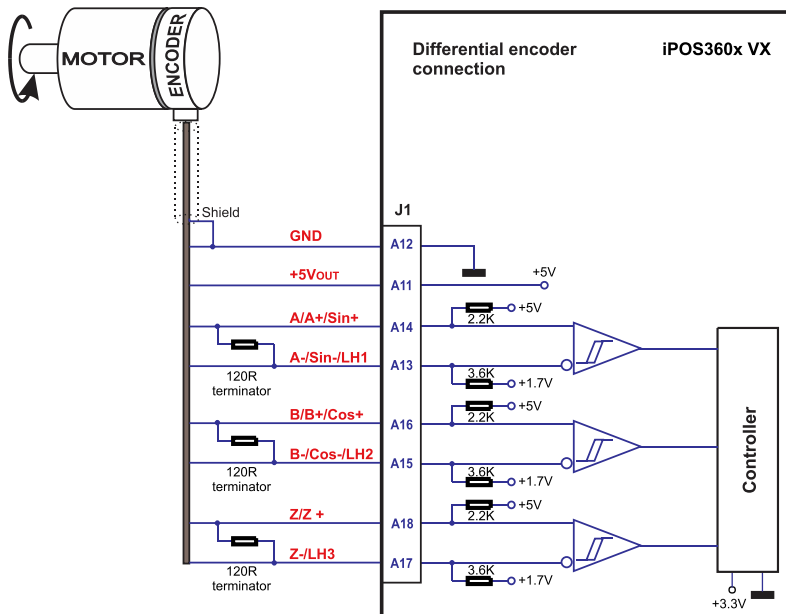 MOTOR
ENCODER
Differential encoder
connection
iPOS360x VX
Shield
J1
GND
A12
+5VOUT
A11
+5V
A/A+/Sin+
A14
+5V
2.2K
A-/Sin-/LH1
A13
3.6K
+1.7V
120R
terminator
B/B+/Cos+
A16
+5V
2.2K
B-/Cos-/LH2
A15
3.6K
+1.7V
120R
terminator
Z/Z +
A18
+5V
2.2K
Z-/LH3
A17
3.6K
+1.7V
120R
terminator
Controller
+3.3V